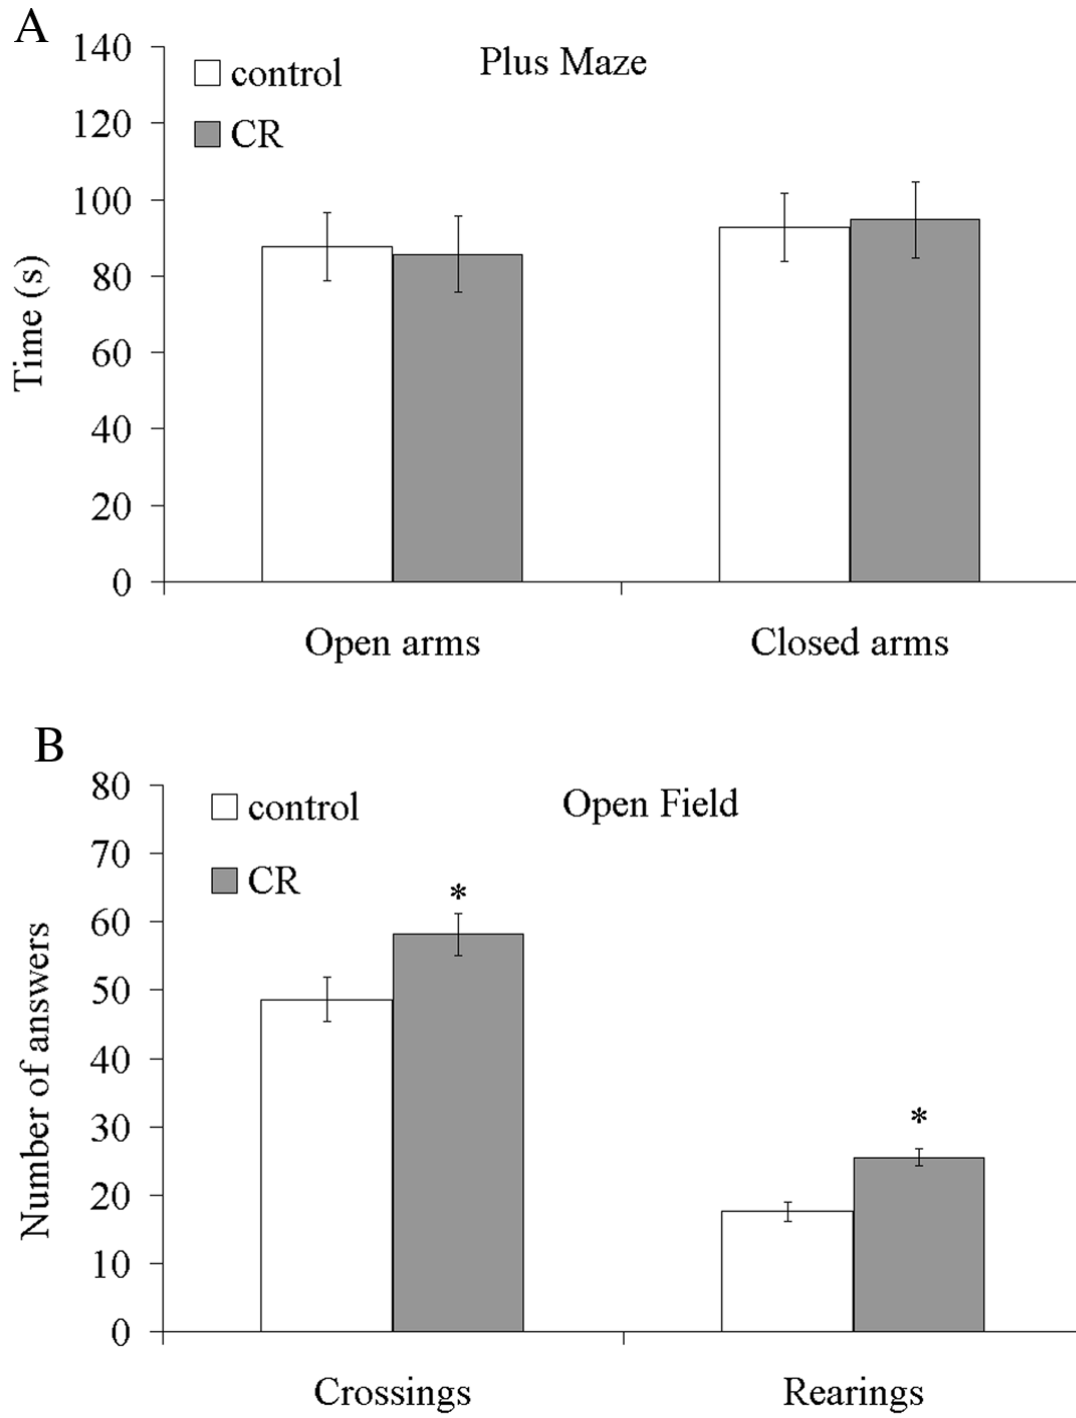 A
Plus Maze
control
CR
140
120
100
80
60
40
20
0
Time (s)
Open arms
Closed arms
B
Open Field
control
CR
80
70
60
50
40
30
20
10
0
*
*
Number of answers
Crossings
Rearings